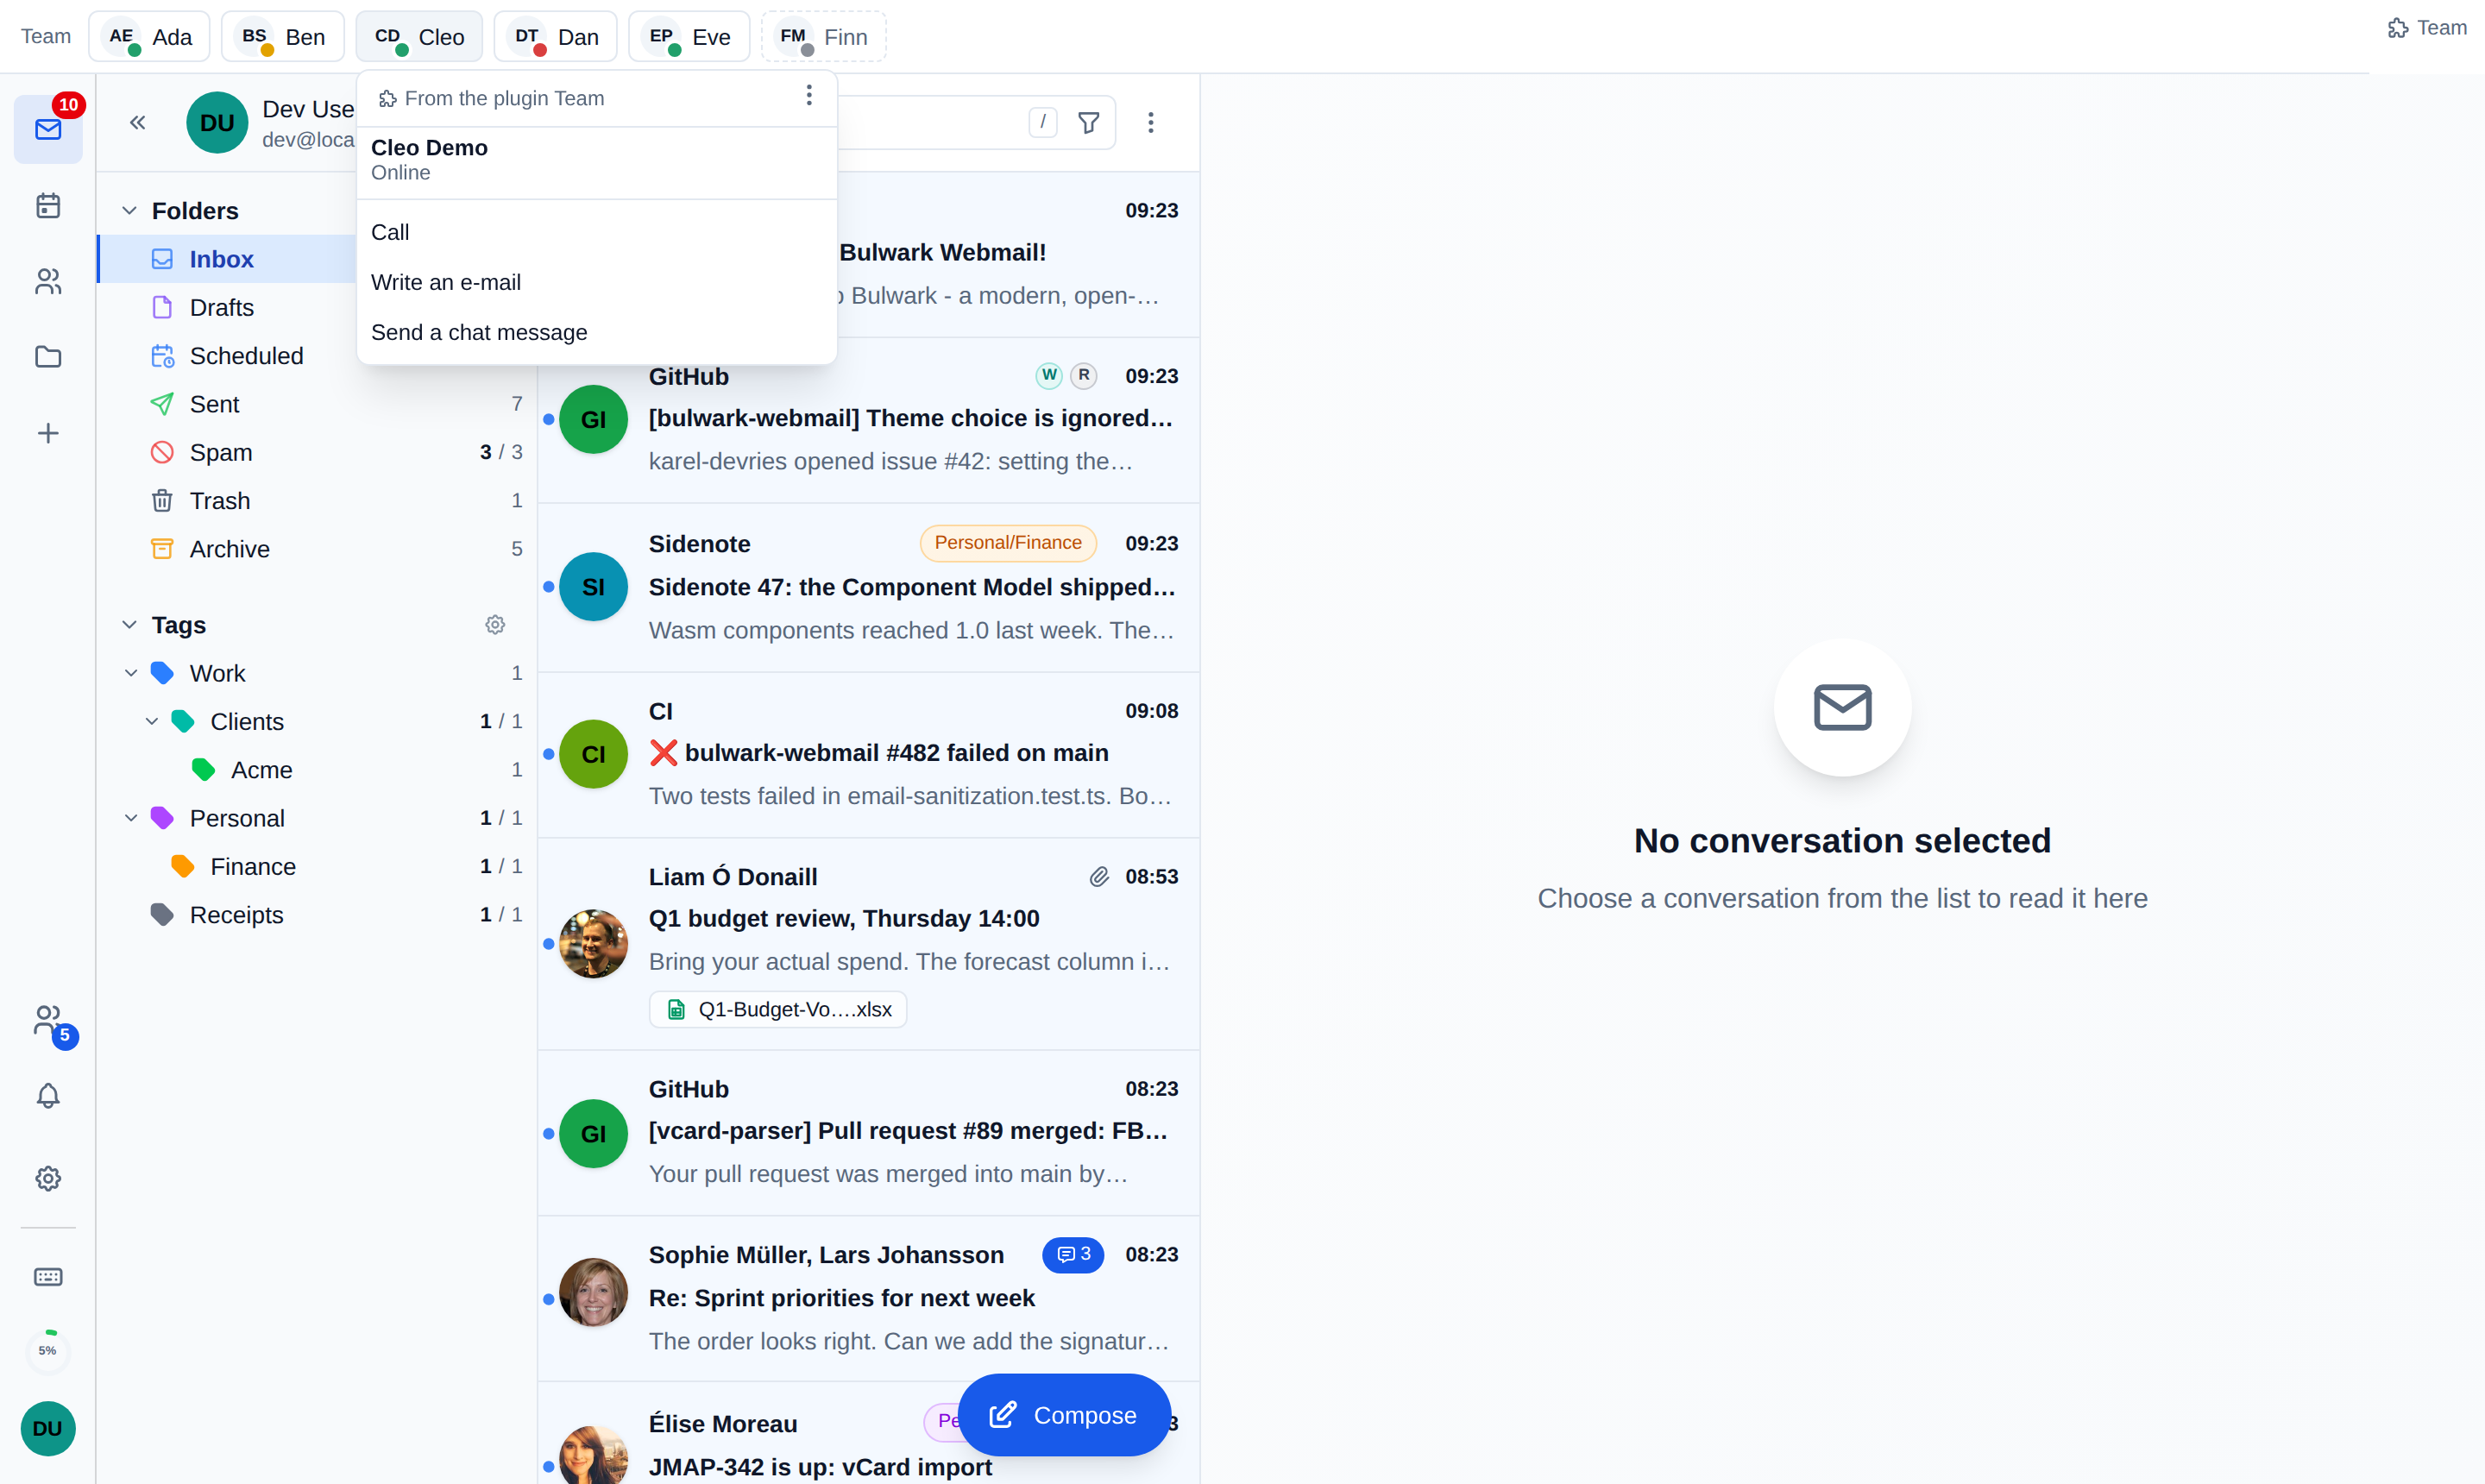 Team
AE Ada
BS Ben
CD Cleo
DT Dan
EP Eve
FM Finn
Team
10
From the plugin Team
Cleo Demo
Online
Call
Write an e-mail
Send a chat message
DU
Dev Use
dev@loca
/
Folders
Inbox
Drafts
Scheduled
Sent 7
Spam 3 / 3
Trash 1
Archive 5
Tags
Work 1
Clients 1 / 1
Acme 1
Personal 1 / 1
Finance 1 / 1
Receipts 1 / 1
5
5%
DU
09:23
Bulwark Webmail!
Bulwark - a modern, open-…
GI
GitHub W R 09:23
[bulwark-webmail] Theme choice is ignored…
karel-devries opened issue #42: setting the…
SI
Sidenote Personal/Finance 09:23
Sidenote 47: the Component Model shipped…
Wasm components reached 1.0 last week. The…
CI
CI 09:08
❌ bulwark-webmail #482 failed on main
Two tests failed in email-sanitization.test.ts. Bo…
Liam Ó Donaill 08:53
Q1 budget review, Thursday 14:00
Bring your actual spend. The forecast column i…
Q1-Budget-Vo….xlsx
GI
GitHub 08:23
[vcard-parser] Pull request #89 merged: FB…
Your pull request was merged into main by…
Sophie Müller, Lars Johansson 3 08:23
Re: Sprint priorities for next week
The order looks right. Can we add the signatur…
Élise Moreau Pe 3
JMAP-342 is up: vCard import
Compose
No conversation selected
Choose a conversation from the list to read it here